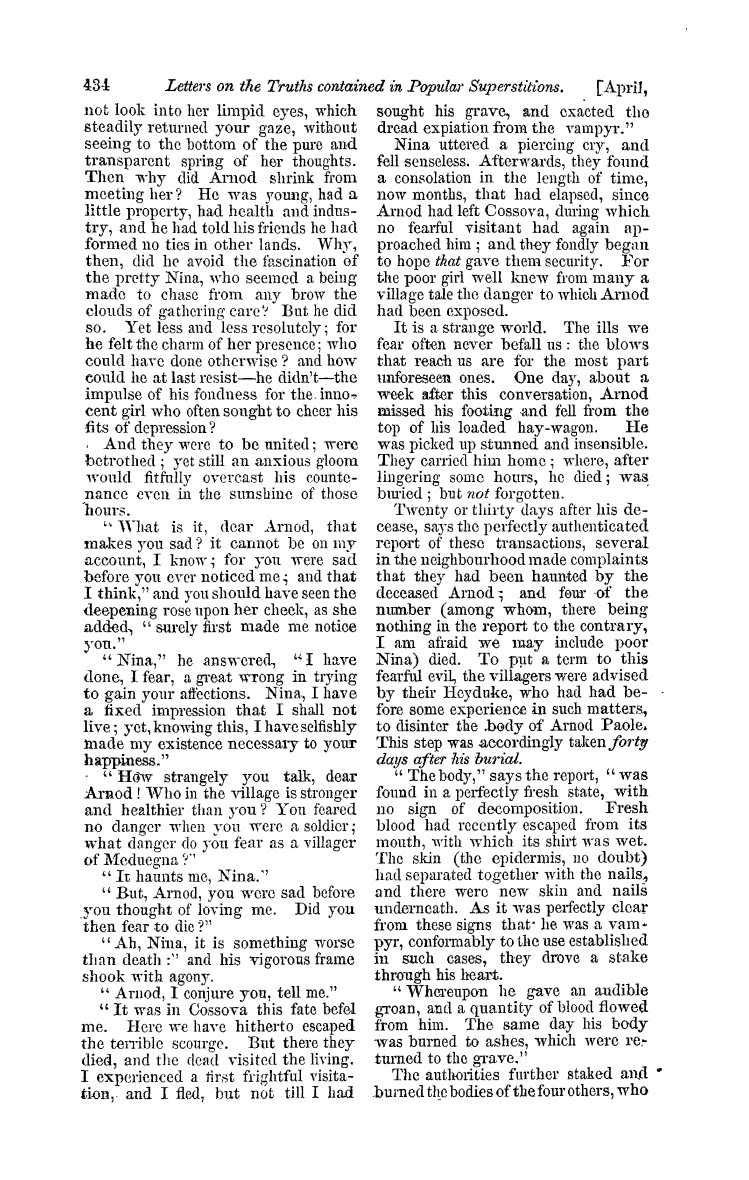 434 Letters on the Truths contained in Popular Superstitions. [April,
not look into her limpid eyes, which
steadily returned your gaze, without
seeing to the bottom of the pure and
transparent spring of her thoughts.
Then why did Arnod shrink from
meeting her? He was young, had a
little property, had health and indus-
try, and he had told his friends he had
formed no ties in other lands. Why,
then, did he avoid the fascination of
the pretty Nina, who seemed a being
made to chase from any brow the
clouds of gathering care? But he did
so. Yet less and less resolutely; for
he felt the charm of her presence; who
could have done otherwise? and how
could he at last resist—he didn't—the
impulse of his fondness for the inno-
cent girl who often sought to cheer his
fits of depression?
And they were to be united; were
betrothed; yet still an anxious gloom
would fitfully overcast his counte-
nance even in the sunshine of those
hours.
"What is it, dear Arnod, that
makes you sad? it cannot be on my
account, I know; for you were sad
before you ever noticed me; and that
I think," and you should have seen the
deepening rose upon her cheek, as she
added, "surely first made me notice
you."
"Nina," he answered, "I have
done, I fear, a great wrong in trying
to gain your affections. Nina, I have
a fixed impression that I shall not
live; yet, knowing this, I have selfishly
made my existence necessary to your
happiness."
"How strangely you talk, dear
Arnod! Who in the village is stronger
and healthier than you? You feared
no danger when you were a soldier;
what danger do you fear as a villager
of Meduegna?"
"It haunts me, Nina."
"But, Arnod, you were sad before
you thought of loving me. Did you
then fear to die?"
"Ah, Nina, it is something worse
than death:" and his vigorous frame
shook with agony.
"Arnod, I conjure you, tell me."
"It was in Cossova this fate befel
me. Here we have hitherto escaped
the terrible scourge. But there they
died, and the dead visited the living.
I experienced a first frightful visita-
tion, and I fled, but not till I had
sought his grave, and exacted the
dread expiation from the vampyr."
Nina uttered a piercing cry, and
fell senseless. Afterwards, they found
a consolation in the length of time,
now months, that had elapsed, since
Arnod had left Cossova, during which
no fearful visitant had again ap-
proached him; and they fondly began
to hope that gave them security. For
the poor girl well knew from many a
village tale the danger to which Arnod
had been exposed.
It is a strange world. The ills we
fear often never befall us: the blows
that reach us are for the most part
unforeseen ones. One day, about a
week after this conversation, Arnod
missed his footing and fell from the
top of his loaded hay-wagon. He
was picked up stunned and insensible.
They carried him home; where, after
lingering some hours, he died; was
buried; but not forgotten.
Twenty or thirty days after his de-
cease, says the perfectly authenticated
report of these transactions, several
in the neighbourhood made complaints
that they had been haunted by the
deceased Arnod; and four of the
number (among whom, there being
nothing in the report to the contrary,
I am afraid we may include poor
Nina) died. To put a term to this
fearful evil, the villagers were advised
by their Heyduke, who had had be-
fore some experience in such matters,
to disinter the body of Arnod Paole.
This step was accordingly taken forty
days after his burial.
"The body," says the report, "was
found in a perfectly fresh state, with
no sign of decomposition. Fresh
blood had recently escaped from its
mouth, with which its shirt was wet.
The skin (the epidermis, no doubt)
had separated together with the nails,
and there were new skin and nails
underneath. As it was perfectly clear
from these signs that he was a vam-
pyr, conformably to the use established
in such cases, they drove a stake
through his heart.
"Whereupon he gave an audible
groan, and a quantity of blood flowed
from him. The same day his body
was burned to ashes, which were re-
turned to the grave."
The authorities further staked and
burned the bodies of the four others, who